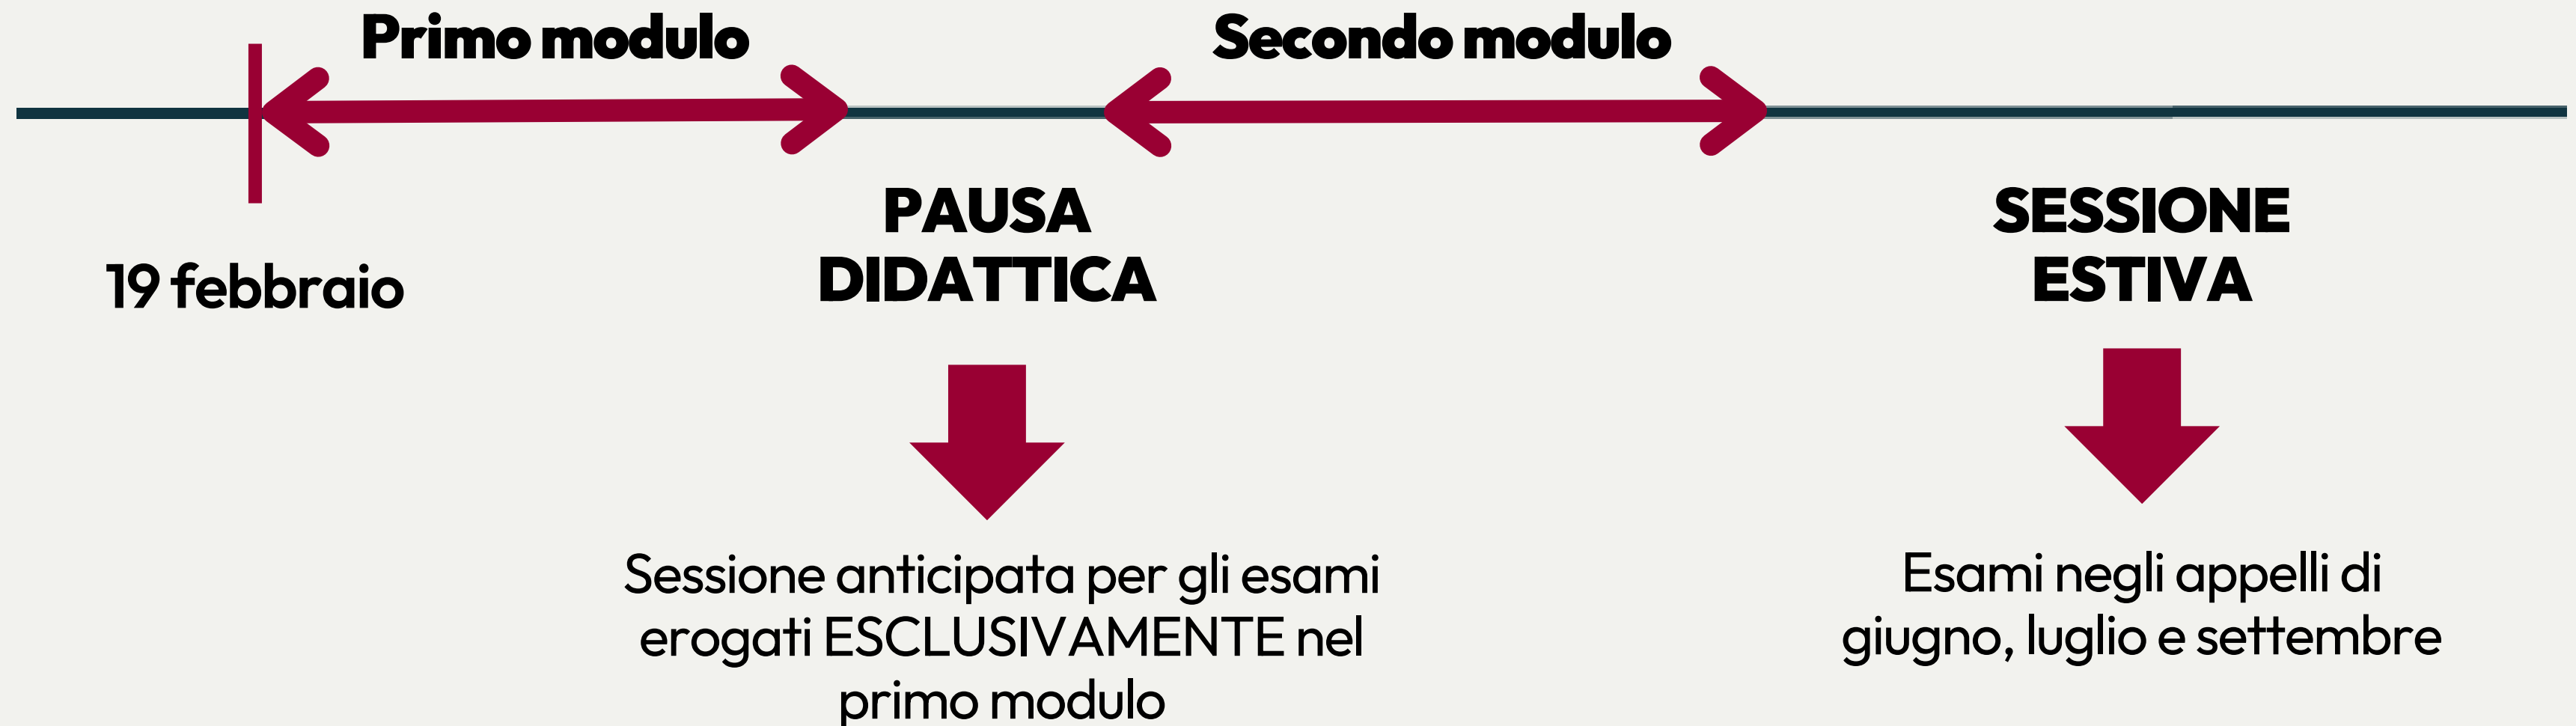 Primo modulo
Secondo modulo
19 febbraio
PAUSA
DIDATTICA
SESSIONE
ESTIVA
Sessione anticipata per gli esami
erogati ESCLUSIVAMENTE nel
primo modulo
Esami negli appelli di
giugno, luglio e settembre